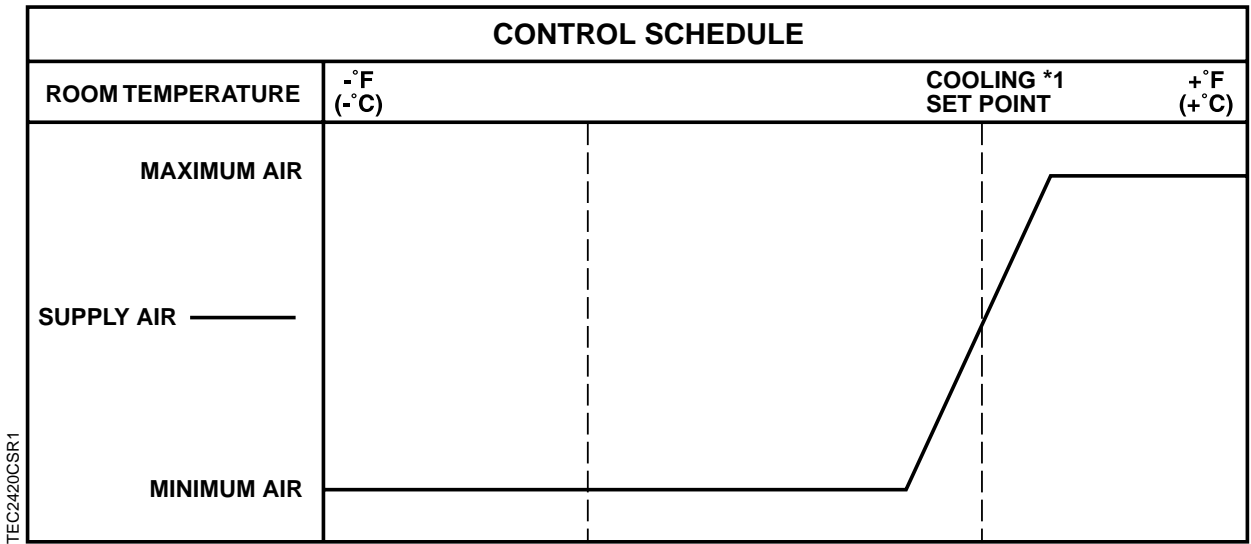 CONTROL SCHEDULE
ROOM TEMPERATURE
-°F
(-°C)
COOLING *1
SET POINT
+°F
(+°C)
MAXIMUM AIR
SUPPLY AIR
MINIMUM AIR
TEC2420CSR1